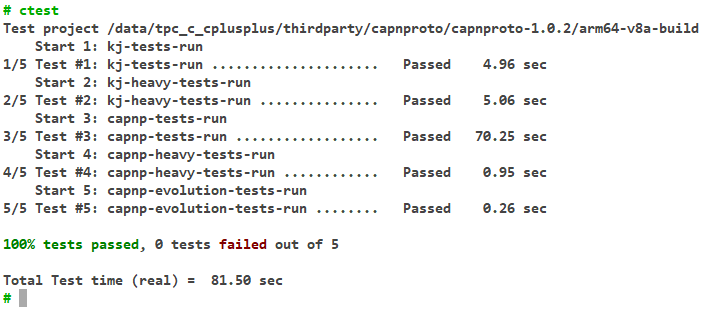 # ctest
Test project /data/tpc_c_cplusplus/thirdparty/capnproto/capnproto-1.0.2/arm64-v8a-build
    Start 1: kj-tests-run
1/5 Test #1: kj-tests-run .....................   Passed    4.96 sec
    Start 2: kj-heavy-tests-run
2/5 Test #2: kj-heavy-tests-run ...............   Passed    5.06 sec
    Start 3: capnp-tests-run
3/5 Test #3: capnp-tests-run ..................   Passed   70.25 sec
    Start 4: capnp-heavy-tests-run
4/5 Test #4: capnp-heavy-tests-run ............   Passed    0.95 sec
    Start 5: capnp-evolution-tests-run
5/5 Test #5: capnp-evolution-tests-run ........   Passed    0.26 sec

100% tests passed, 0 tests failed out of 5

Total Test time (real) =  81.50 sec
#